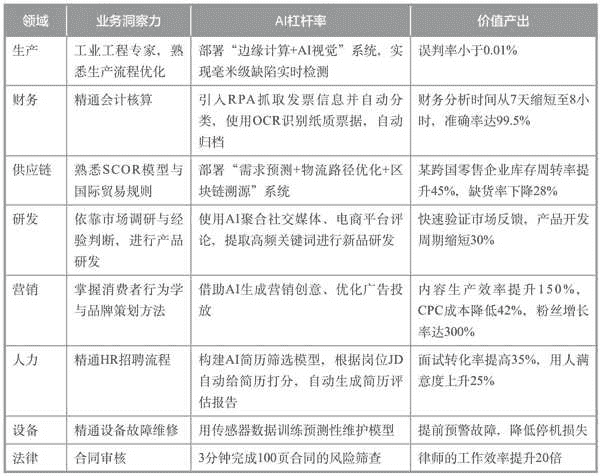 领域 业务洞察力 AI杠杆率 价值产出
生产 工业工程专家，熟悉生产流程优化 部署“边缘计算+AI视觉”系统，实现毫米级缺陷实时检测 误判率小于0.01%
财务 精通会计核算 引入RPA抓取发票信息并自动分类，使用OCR识别纸质票据，自动归档 财务分析时间从7天缩短至8小时，准确率达99.5%
供应链 熟悉SCOR模型与国际贸易规则 部署“需求预测+物流路径优化+区块链溯源”系统 某跨国零售企业库存周转率提升45%，缺货率下降28%
研发 依靠市场调研与经验判断，进行产品研发 使用AI聚合社交媒体、电商平台评论，提取高频关键词进行新品研发 快速验证市场反馈，产品开发周期缩短30%
营销 掌握消费者行为学与品牌策划方法 借助AI生成营销创意、优化广告投放 内容生产效率提升150%，CPC成本降低42%，粉丝增长率达300%
人力 精通HR招聘流程 构建AI简历筛选模型，根据岗位JD自动给简历打分，自动生成简历评估报告 面试转化率提高35%，用人满意度上升25%
设备 精通设备故障维修 用传感器数据训练预测性维护模型 提前预警故障，降低停机损失
法律 合同审核 3分钟完成100页合同的风险筛查 律师的工作效率提升20倍